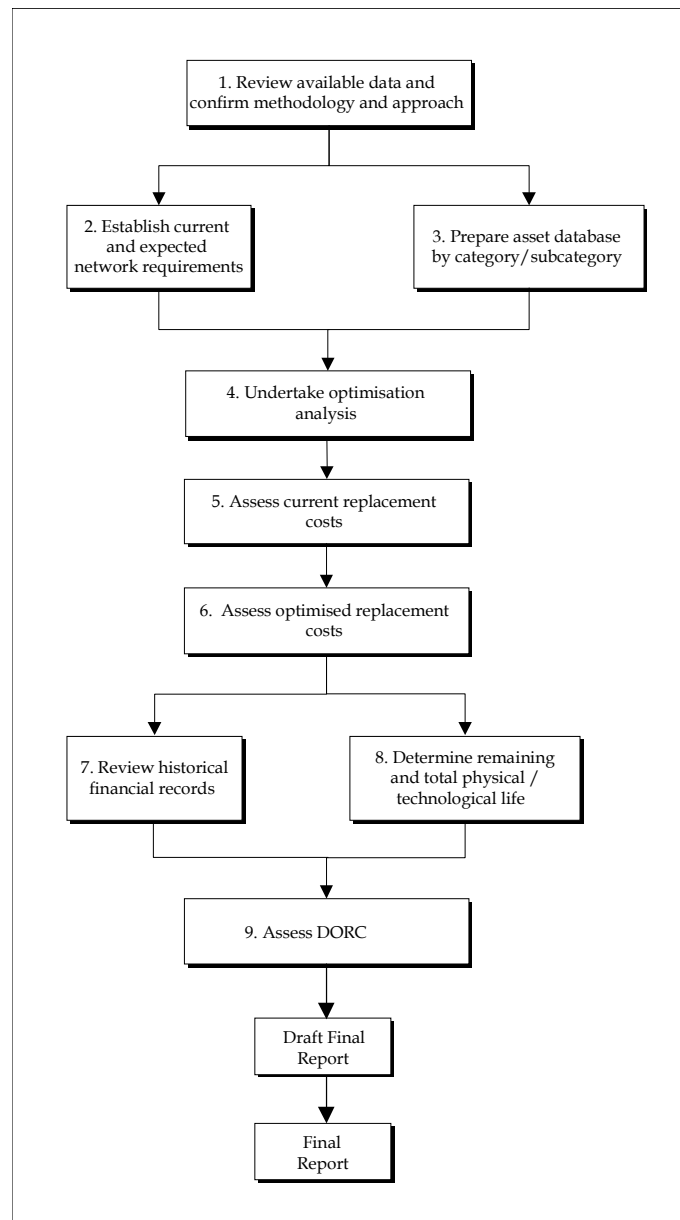 1. Review available data and
confirm methodology and approach
2. Establish current
and expected
network requirements
3. Prepare asset database
by category/subcategory
4. Undertake optimisation
analysis
5. Assess current replacement
costs
6. Assess optimised replacement
costs
7. Review historical
financial records
8. Determine remaining
and total physical /
technological life
9. Assess DORC
Draft Final
Report
Final
Report